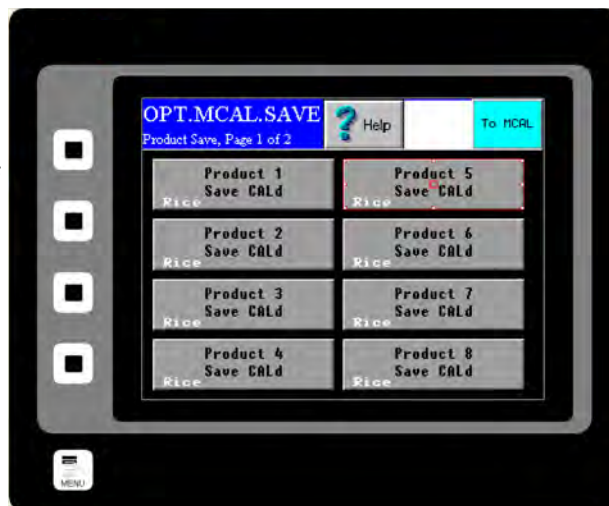 OPT.MCAL.SAVE
Product Save, Page 1 of 2
? Help
To MCAL
Product 1
Save CALd
Rice
Product 5
Save CALd
Rice
Product 2
Save CALd
Rice
Product 6
Save CALd
Rice
Product 3
Save CALd
Rice
Product 7
Save CALd
Rice
Product 4
Save CALd
Rice
Product 8
Save CALd
Rice
MENU